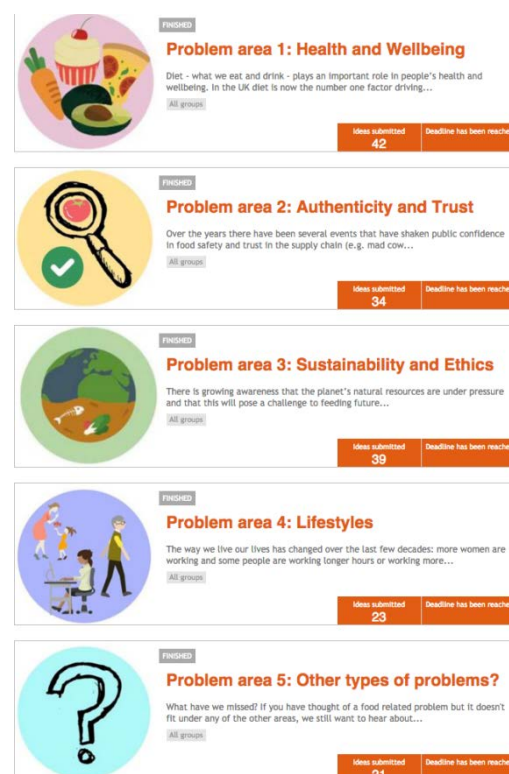 FINISHED
Problem area 1: Health and Wellbeing
Diet - what we eat and drink - plays an important role in people's health and
wellbeing. In the UK diet is now the number one factor driving...
All groups
Ideas submitted
42
Deadline has been reache
FINISHED
Problem area 2: Authenticity and Trust
Over the years there have been several events that have shaken public confidence
in food safety and trust in the supply chain (e.g. mad cow...
All groups
Ideas submitted
34
Deadline has been reache
FINISHED
Problem area 3: Sustainability and Ethics
There is growing awareness that the planet's natural resources are under pressure
and that this will pose a challenge to feeding future...
All groups
Ideas submitted
39
Deadline has been reache
FINISHED
Problem area 4: Lifestyles
The way we live our lives has changed over the last few decades: more women are
working and some people are working longer hours or working more...
All groups
Ideas submitted
23
Deadline has been reache
FINISHED
Problem area 5: Other types of problems?
What have we missed? If you have thought of a food related problem but it doesn't
fit under any of the other areas, we still want to hear about...
All groups
Ideas submitted
Deadline has been reache